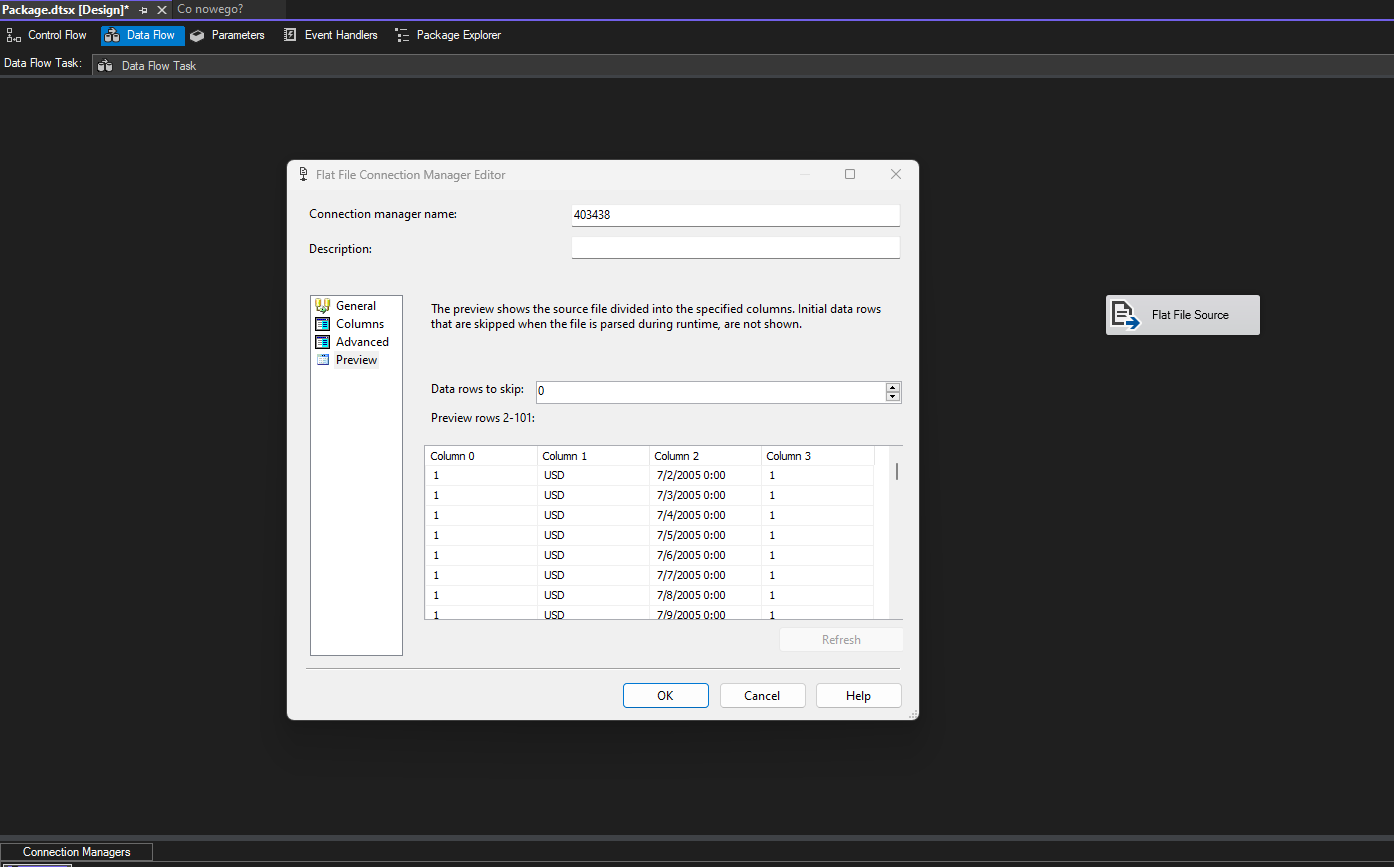 Package.dtsx [Design]* Co nowego?
Control Flow Data Flow Parameters Event Handlers Package Explorer
Data Flow Task: Data Flow Task
Flat File Connection Manager Editor
Connection manager name: 403438
Description:
General
Columns
Advanced
Preview
The preview shows the source file divided into the specified columns. Initial data rows
that are skipped when the file is parsed during runtime, are not shown.
Data rows to skip: 0
Preview rows 2-101:
Column 0 Column 1 Column 2 Column 3
1 USD 7/2/2005 0:00 1
1 USD 7/3/2005 0:00 1
1 USD 7/4/2005 0:00 1
1 USD 7/5/2005 0:00 1
1 USD 7/6/2005 0:00 1
1 USD 7/7/2005 0:00 1
1 USD 7/8/2005 0:00 1
1 USD 7/9/2005 0:00 1
Refresh
OK Cancel Help
Flat File Source
Connection Managers